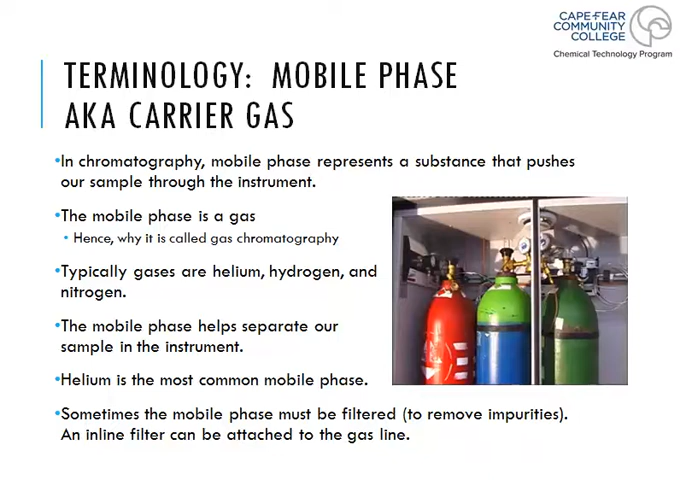 CAPE FEAR
COMMUNITY
COLLEGE
Chemical Technology Program
TERMINOLOGY: MOBILE PHASE
AKA CARRIER GAS
•In chromatography, mobile phase represents a substance that pushes
our sample through the instrument.
•The mobile phase is a gas
• Hence, why it is called gas chromatography
•Typically gases are helium, hydrogen, and
nitrogen.
•The mobile phase helps separate our
sample in the instrument.
•Helium is the most common mobile phase.
•Sometimes the mobile phase must be filtered (to remove impurities).
An inline filter can be attached to the gas line.